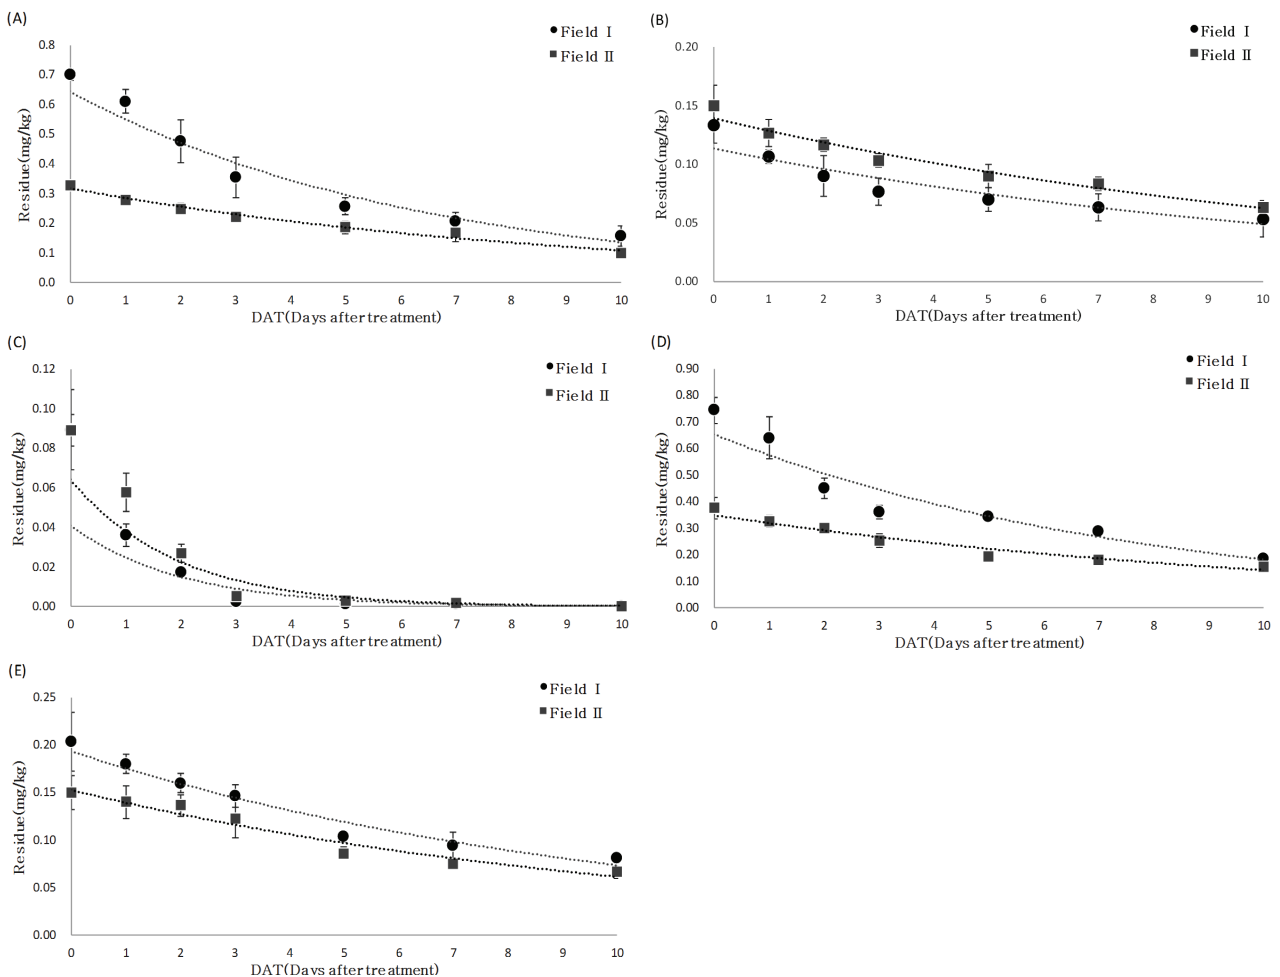 (A)
Field I
Field II
0.8
0.7
0.6
0.5
0.4
0.3
0.2
0.1
0.0
Residue(mg/kg)
0 1 2 3 4 5 6 7 8 9 10
DAT(Days after treatment)
(B)
Field I
Field II
0.20
0.15
0.10
0.05
0.00
Residue(mg/kg)
0 1 2 3 4 5 6 7 8 9 10
DAT(Days after treatment)
(C)
Field I
Field II
0.12
0.10
0.08
0.06
0.04
0.02
0.00
Residue(mg/kg)
0 1 2 3 4 5 6 7 8 9 10
DAT(Days after treatment)
(D)
Field I
Field II
0.90
0.80
0.70
0.60
0.50
0.40
0.30
0.20
0.10
0.00
Residue(mg/kg)
0 1 2 3 4 5 6 7 8 9 10
DAT(Days after treatment)
(E)
Field I
Field II
0.25
0.20
0.15
0.10
0.05
0.00
Residue(mg/kg)
0 1 2 3 4 5 6 7 8 9 10
DAT(Days after treatment)